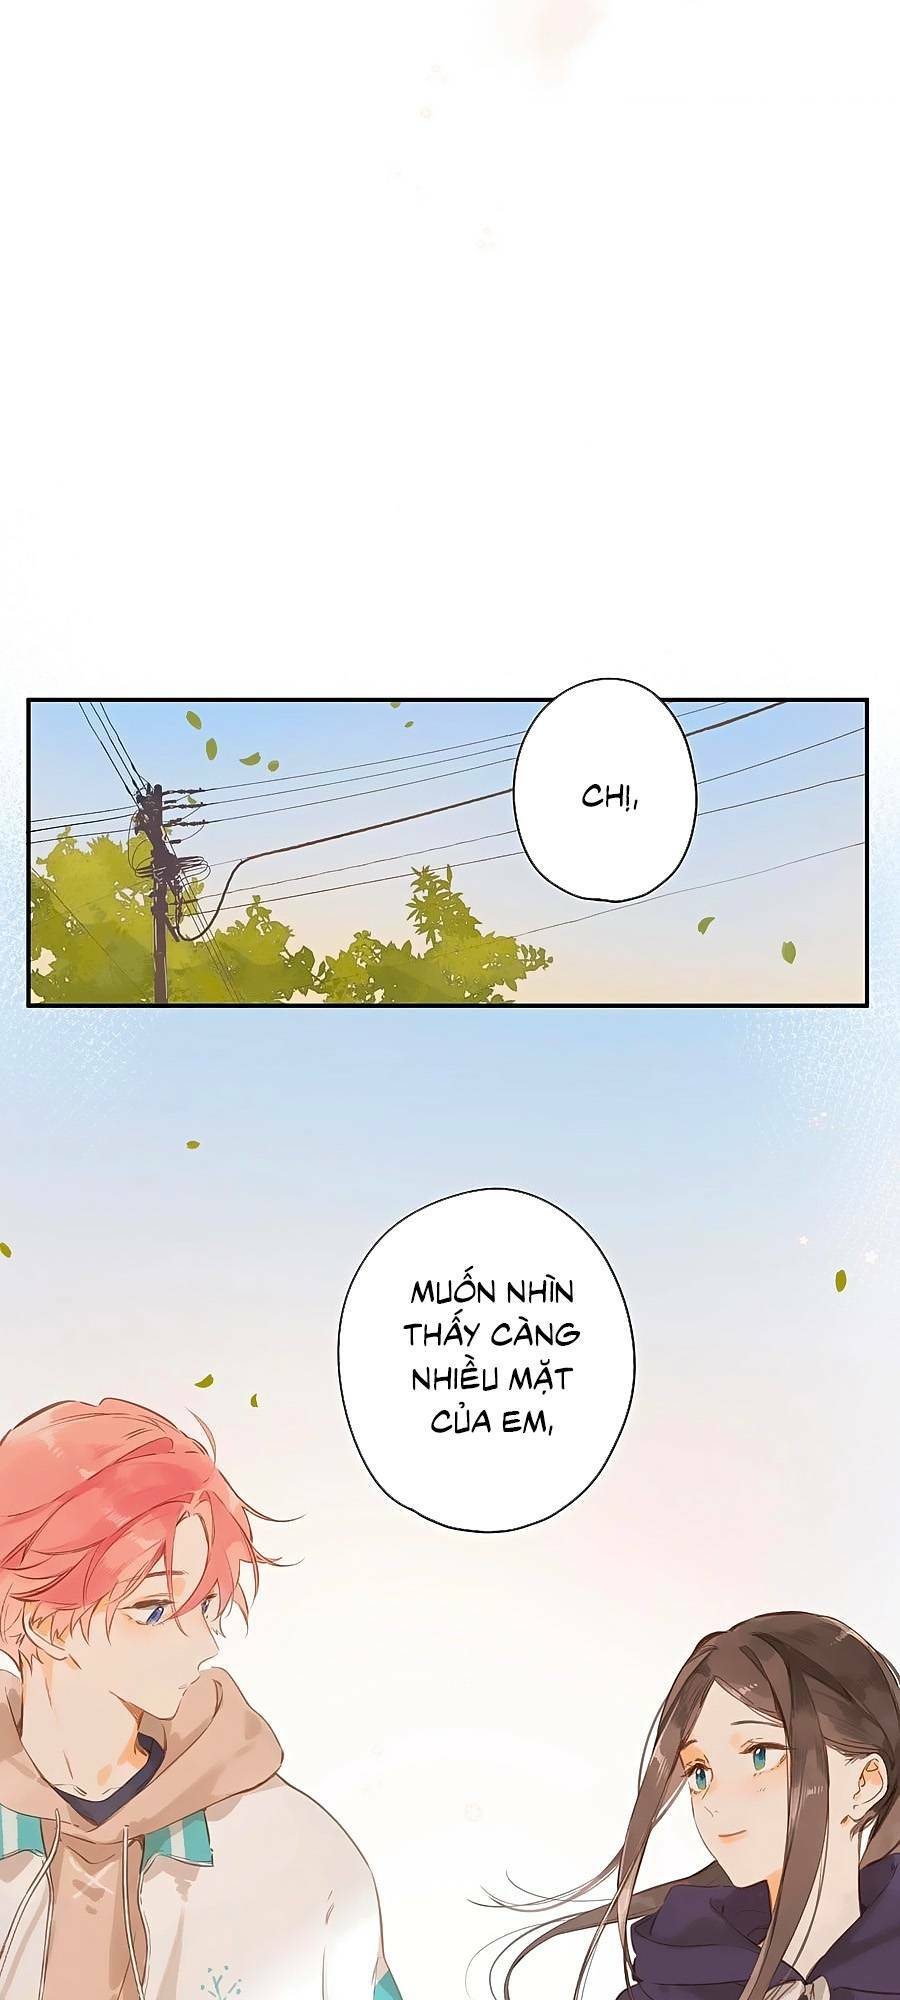 CHỊ,
MUỐN NHÌN
THẤY CÀNG
NHIỀU MẶT
CỦA EM,